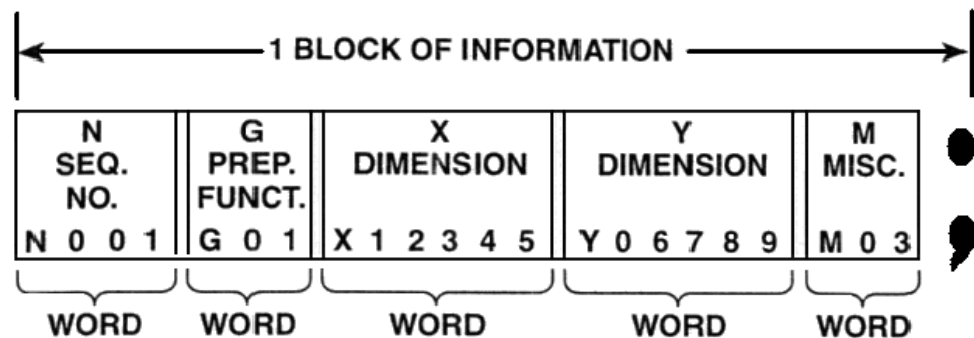 1 BLOCK OF INFORMATION
N G X Y M
SEQ. PREP. DIMENSION DIMENSION MISC.
NO. FUNCT.
N 0 0 1 G 0 1 X 1 2 3 4 5 Y 0 6 7 8 9 M 0 3 ;
WORD WORD WORD WORD WORD